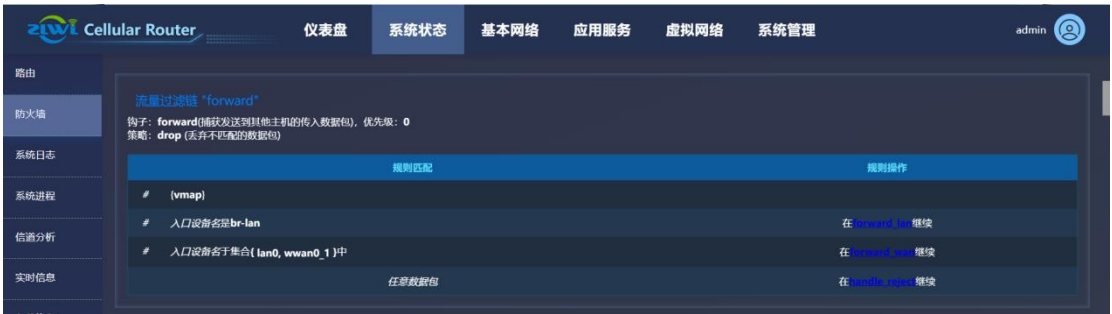 ZLWL Cellular Router
仪表盘
系统状态
基本网络
应用服务
虚拟网络
系统管理
admin
路由
防火墙
系统日志
系统进程
信道分析
实时信息
流量过滤链 "forward"
钩子：forward(捕获发送到其他主机的传入数据包)，优先级：0
策略：drop (丢弃不匹配的数据包)
规则匹配 规则操作
# (vmap)
# 入口设备名是br-lan 在forward_lan继续
# 入口设备名于集合{ lan0, wwan0_1 }中 在forward_wan继续
任意数据包 在handle_reject继续